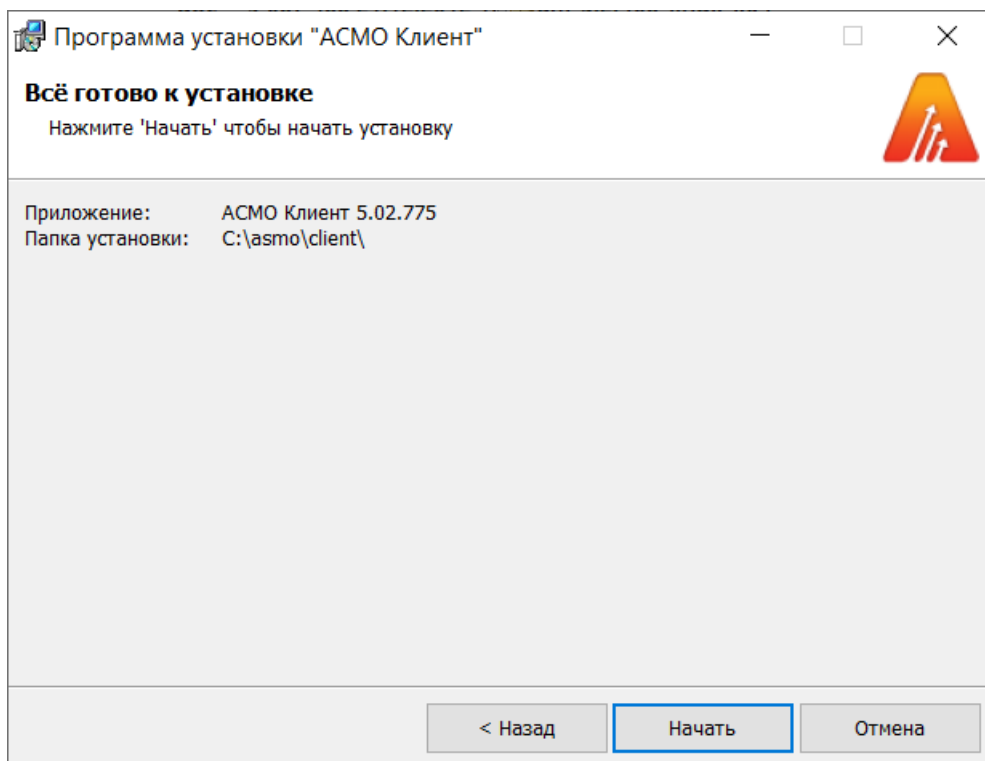 Программа установки "АСМО Клиент"
Всё готово к установке
Нажмите 'Начать' чтобы начать установку
Приложение: АСМО Клиент 5.02.775
Папка установки: C:\asmo\client\
< Назад Начать Отмена